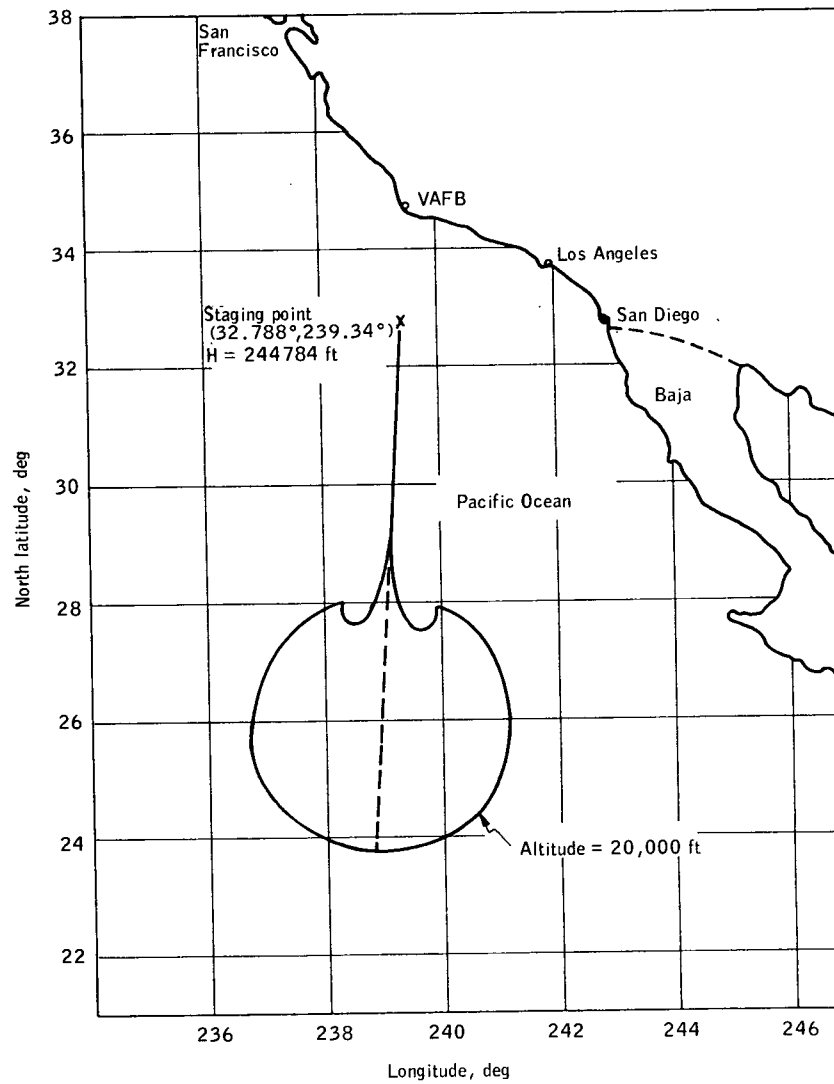 38
San
Francisco
36
VAFB
34
Los Angeles
Staging point
(32.788°, 239.34°)
H = 244784 ft
San Diego
32
Baja
North latitude, deg
30
Pacific Ocean
28
26
24
Altitude = 20,000 ft
22
236
238
240
242
244
246
Longitude, deg